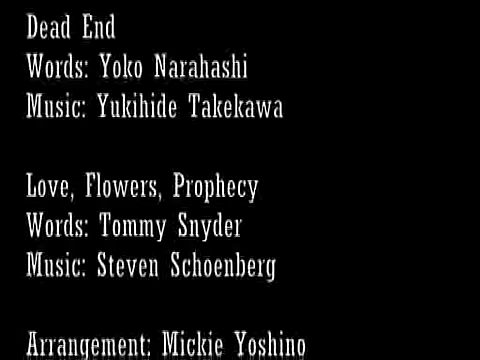 Dead End
Words: Yoko Narahashi
Music: Yukihide Takekawa
Love, Flowers, Prophecy
Words: Tommy Snyder
Music: Steven Schoenberg
Arrangement: Mickie Yoshino